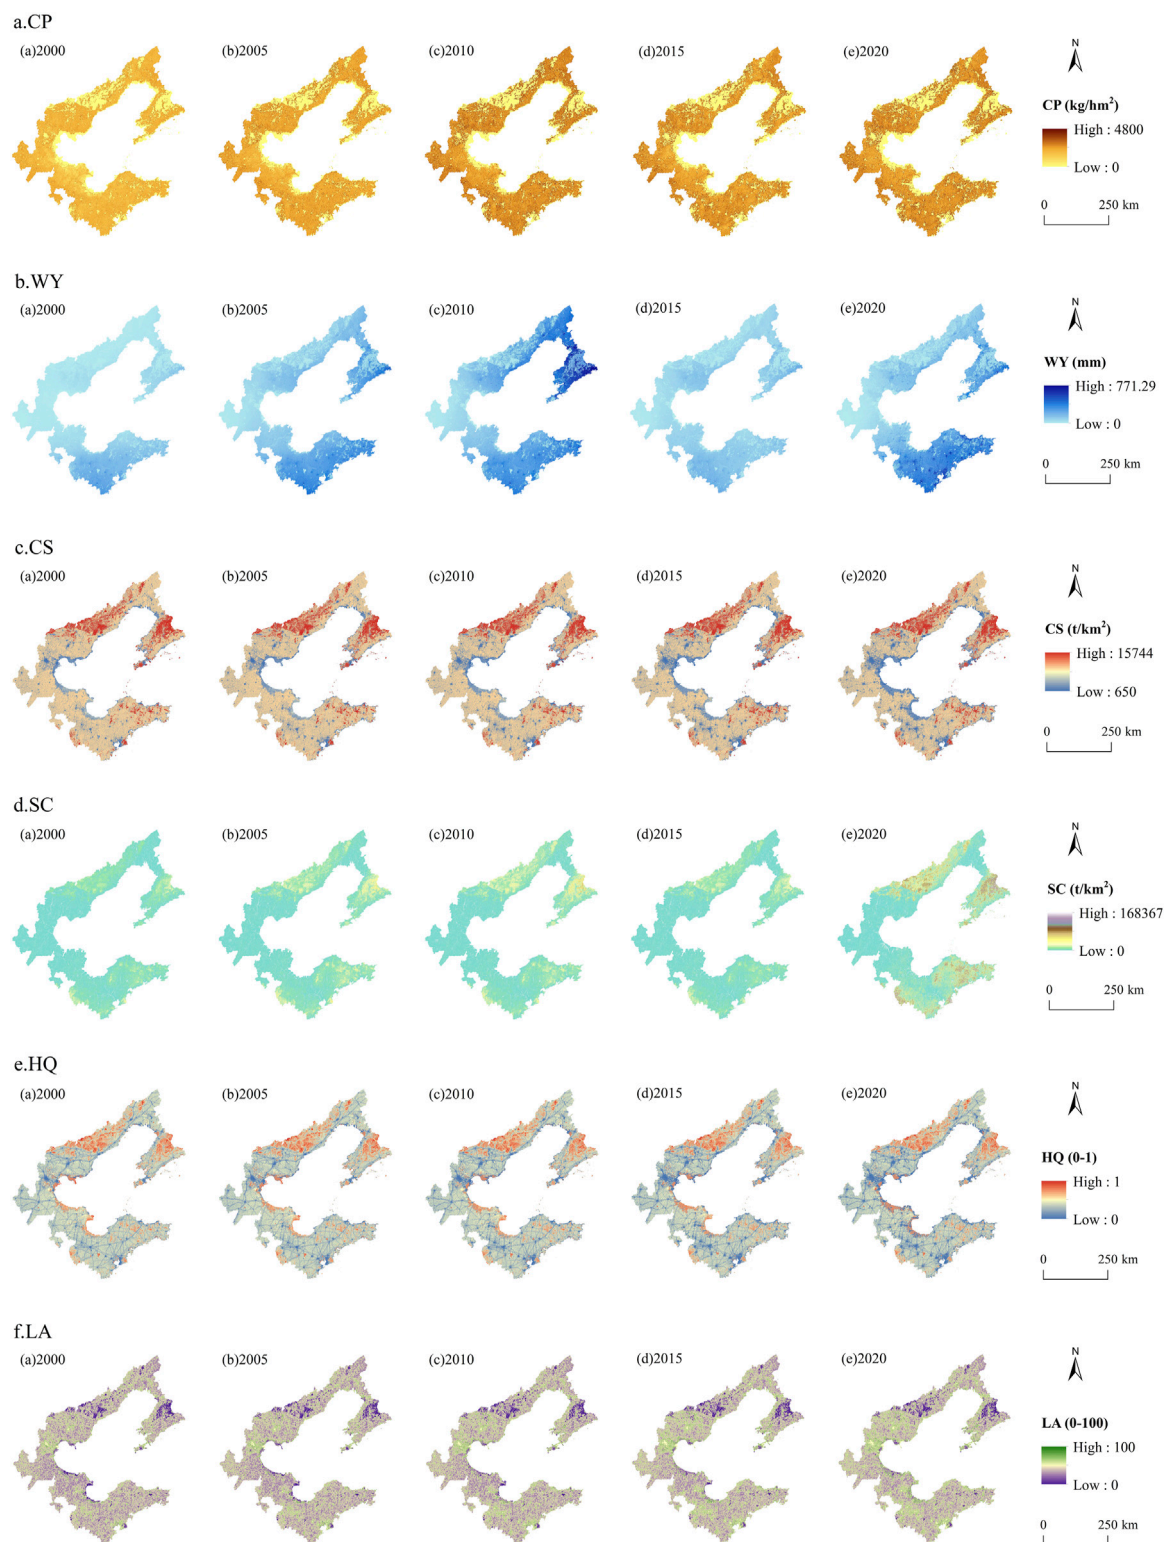 a.CP
(a)2000 (b)2005 (c)2010 (d)2015 (e)2020
N
CP (kg/hm²)
High : 4800
Low : 0
0 250 km
b.WY
(a)2000 (b)2005 (c)2010 (d)2015 (e)2020
N
WY (mm)
High : 771.29
Low : 0
0 250 km
c.CS
(a)2000 (b)2005 (c)2010 (d)2015 (e)2020
N
CS (t/km²)
High : 15744
Low : 650
0 250 km
d.SC
(a)2000 (b)2005 (c)2010 (d)2015 (e)2020
N
SC (t/km²)
High : 168367
Low : 0
0 250 km
e.HQ
(a)2000 (b)2005 (c)2010 (d)2015 (e)2020
N
HQ (0-1)
High : 1
Low : 0
0 250 km
f.LA
(a)2000 (b)2005 (c)2010 (d)2015 (e)2020
N
LA (0-100)
High : 100
Low : 0
0 250 km